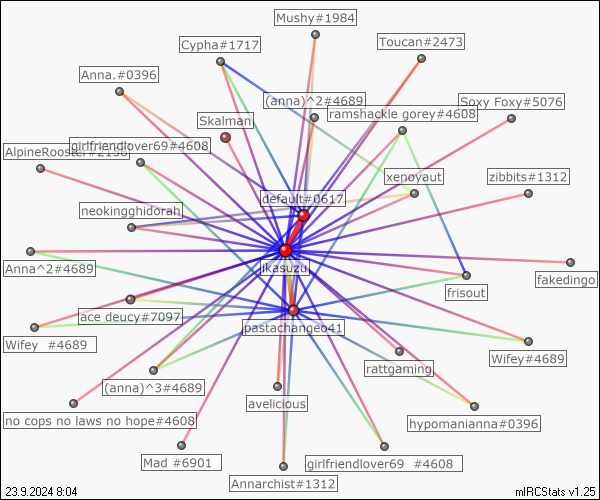 Mushy#1984
Cypha#1717
Toucan#2473
Anna.#0396
(anna)^2#4689
Soxy Foxy#5076
ramshackle gorey#4608
Skalman
girlfriendlover69#4608
AlpineRooster#2150
xenovaut
zibbits#1312
default#0617
neokingghidorah
jikasuzu
Anna^2#4689
fakedingo
frisout
ace deucy#7097
jpastachangeo41
Wifey #4689
Wifey#4689
rattgaming
(anna)^3#4689
avelicious
no cops no laws no hope#4608
hypomanianna#0396
Mad #6901
girlfriendlover69 #4608
Annarchist#1312
23.9.2024 8:04
mIRCStats v1.25